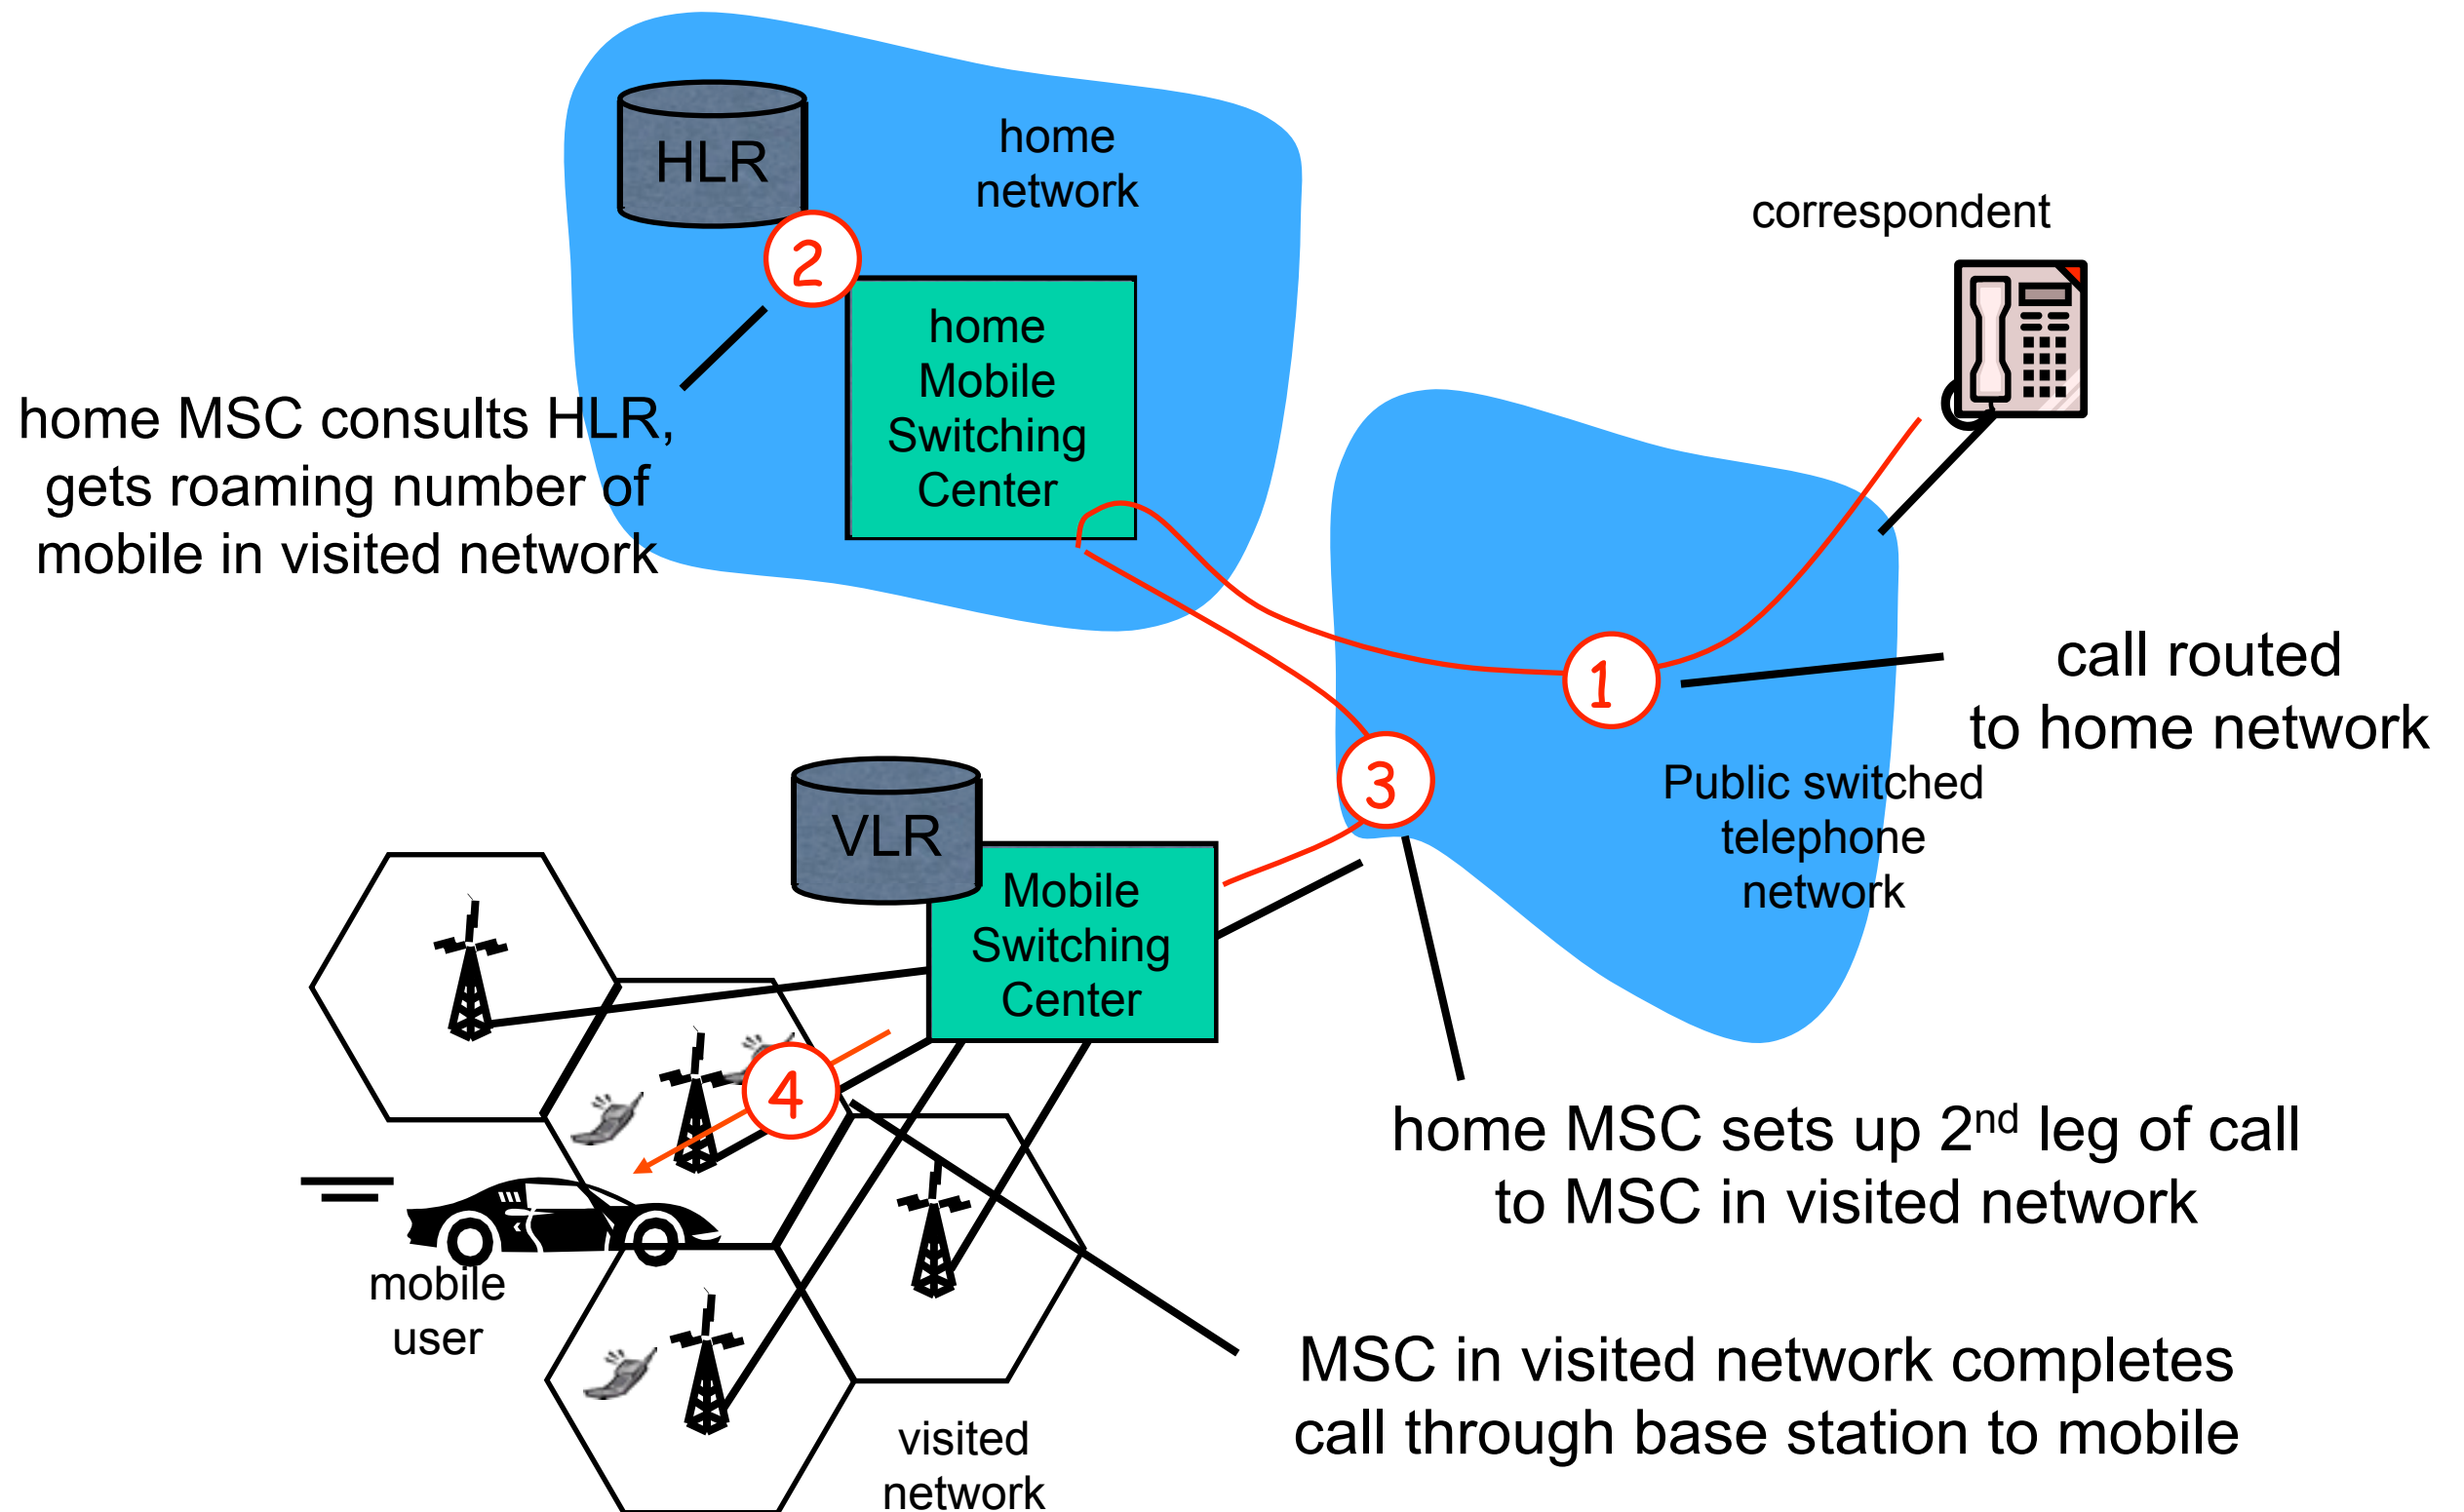 HLR
home
network
correspondent
2
home
Mobile
Switching
Center
home MSC consults HLR,
gets roaming number of
mobile in visited network
1
call routed
to home network
3
Public switched
telephone
network
VLR
Mobile
Switching
Center
4
home MSC sets up 2nd leg of call
to MSC in visited network
mobile
user
MSC in visited network completes
call through base station to mobile
visited
network